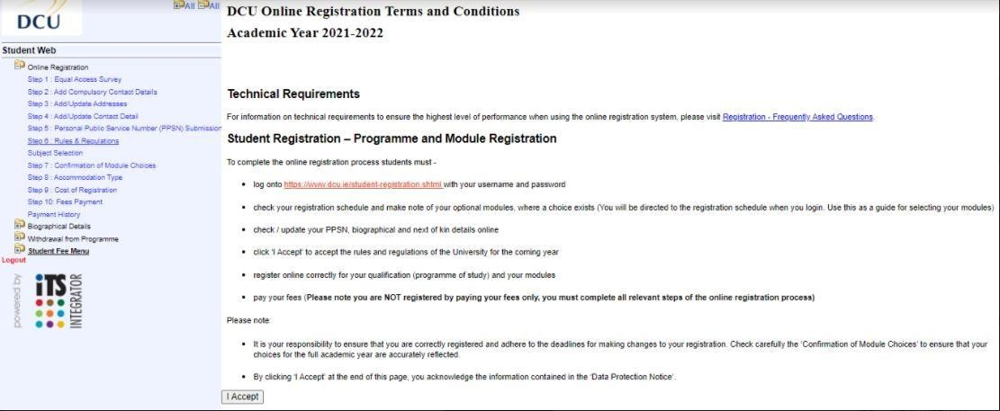 DCU
All All
Student Web
Online Registration
Step 1 : Equal Access Survey
Step 2 : Add Compulsory Contact Details
Step 3 : Add/Update Addresses
Step 4 : Add/Update Contact Detail
Step 5 : Personal Public Service Number (PPSN) Submission
Step 6 : Rules & Regulations
Subject Selection
Step 7 : Confirmation of Module Choices
Step 8 : Accommodation Type
Step 9 : Cost of Registration
Step 10: Fees Payment
Payment History
Biographical Details
Withdrawal from Programme
Student Fee Menu
Logout
powered by
iTS
INTEGRATOR
DCU Online Registration Terms and Conditions
Academic Year 2021-2022
Technical Requirements
For information on technical requirements to ensure the highest level of performance when using the online registration system, please visit Registration - Frequently Asked Questions.
Student Registration – Programme and Module Registration
To complete the online registration process students must -
• log onto https://www.dcu.ie/student-registration.shtml with your username and password
• check your registration schedule and make note of your optional modules, where a choice exists (You will be directed to the registration schedule when you login. Use this as a guide for selecting your modules)
• check / update your PPSN, biographical and next of kin details online
• click 'I Accept' to accept the rules and regulations of the University for the coming year
• register online correctly for your qualification (programme of study) and your modules
• pay your fees (Please note you are NOT registered by paying your fees only, you must complete all relevant steps of the online registration process)
Please note:
• It is your responsibility to ensure that you are correctly registered and adhere to the deadlines for making changes to your registration. Check carefully the 'Confirmation of Module Choices' to ensure that your
choices for the full academic year are accurately reflected.
• By clicking 'I Accept' at the end of this page, you acknowledge the information contained in the 'Data Protection Notice'.
I Accept